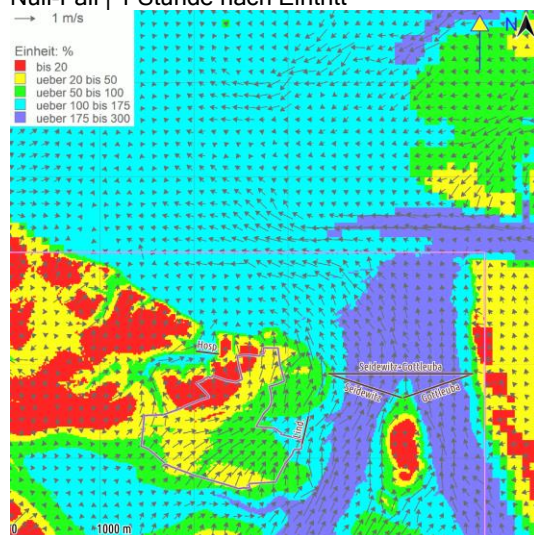 Null-Fall | 1 Stunde nach Eintritt
1 m/s
N
Einheit: %
bis 20
ueber 20 bis 50
ueber 50 bis 100
ueber 100 bis 175
ueber 175 bis 300
Hosp
Seidewitz-Gottleuba
Seidewitz
Gottleuba
Lind
0
1000 m